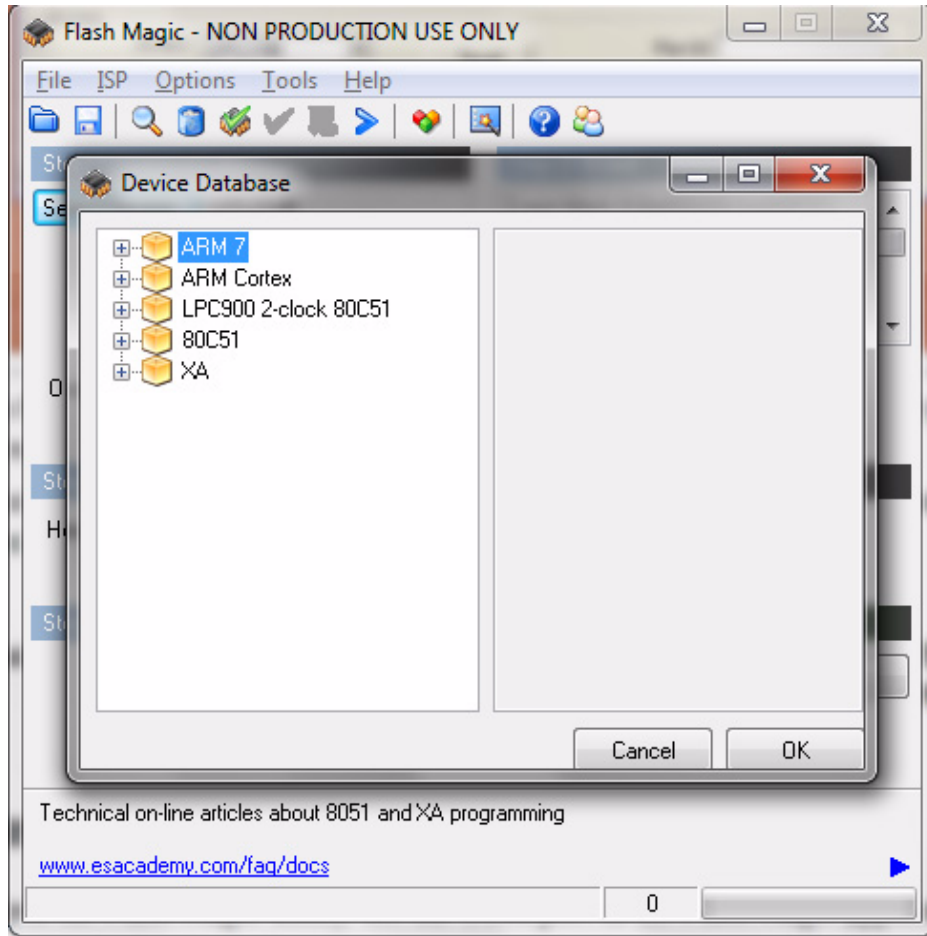 Flash Magic - NON PRODUCTION USE ONLY
File ISP Options Tools Help
Device Database
ARM 7
ARM Cortex
LPC900 2-clock 80C51
80C51
XA
Cancel OK
Technical on-line articles about 8051 and XA programming
www.esacademy.com/faq/docs
0